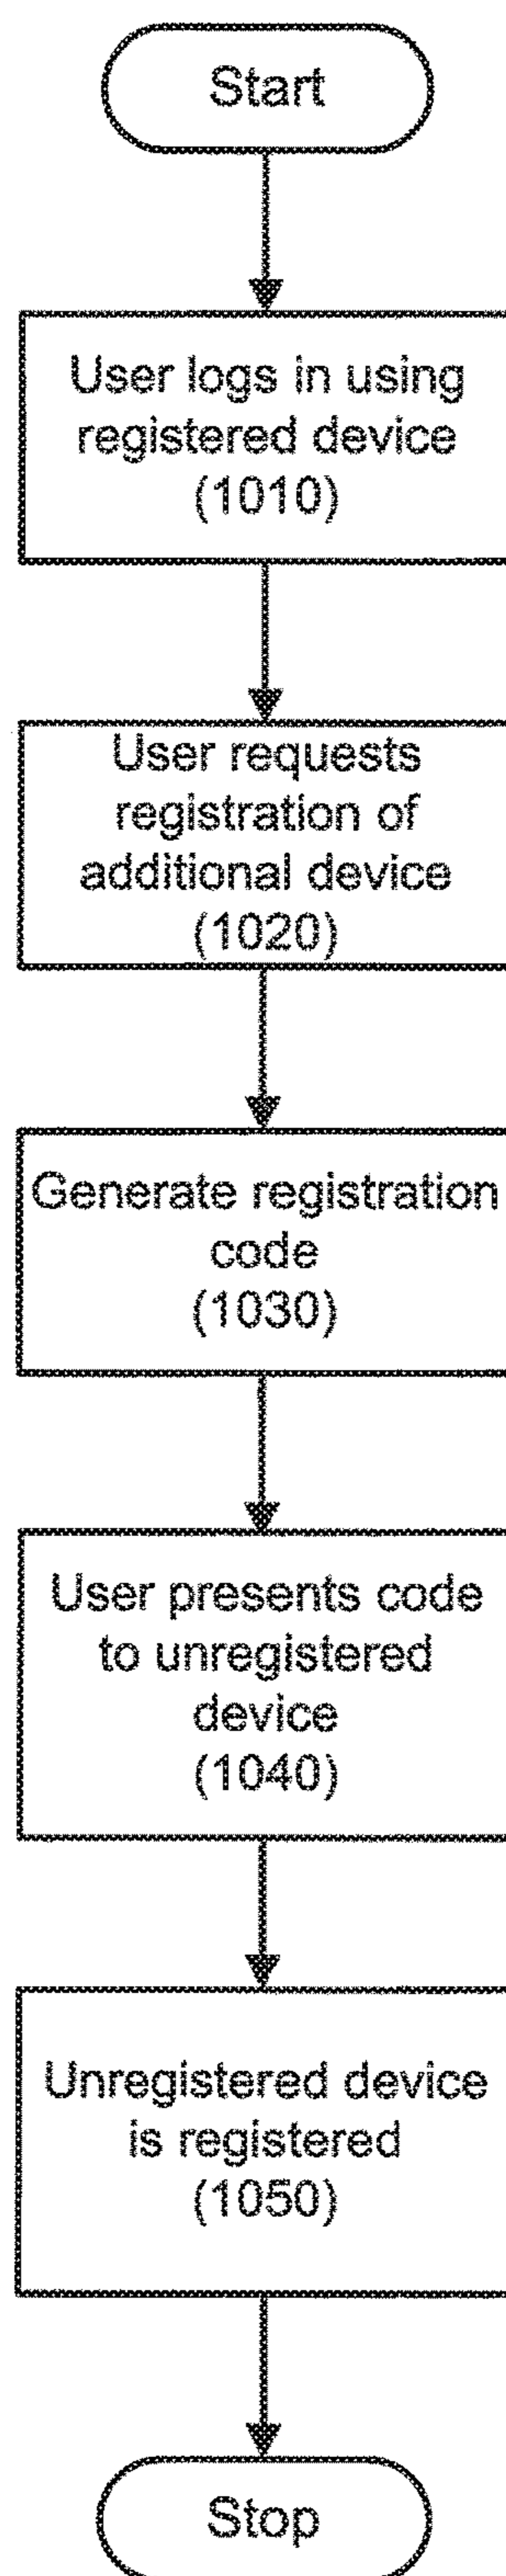 Start
User logs in using
registered device
(1010)
User requests
registration of
additional device
(1020)
Generate registration
code
(1030)
User presents code
to unregistered
device
(1040)
Unregistered device
is registered
(1050)
Stop